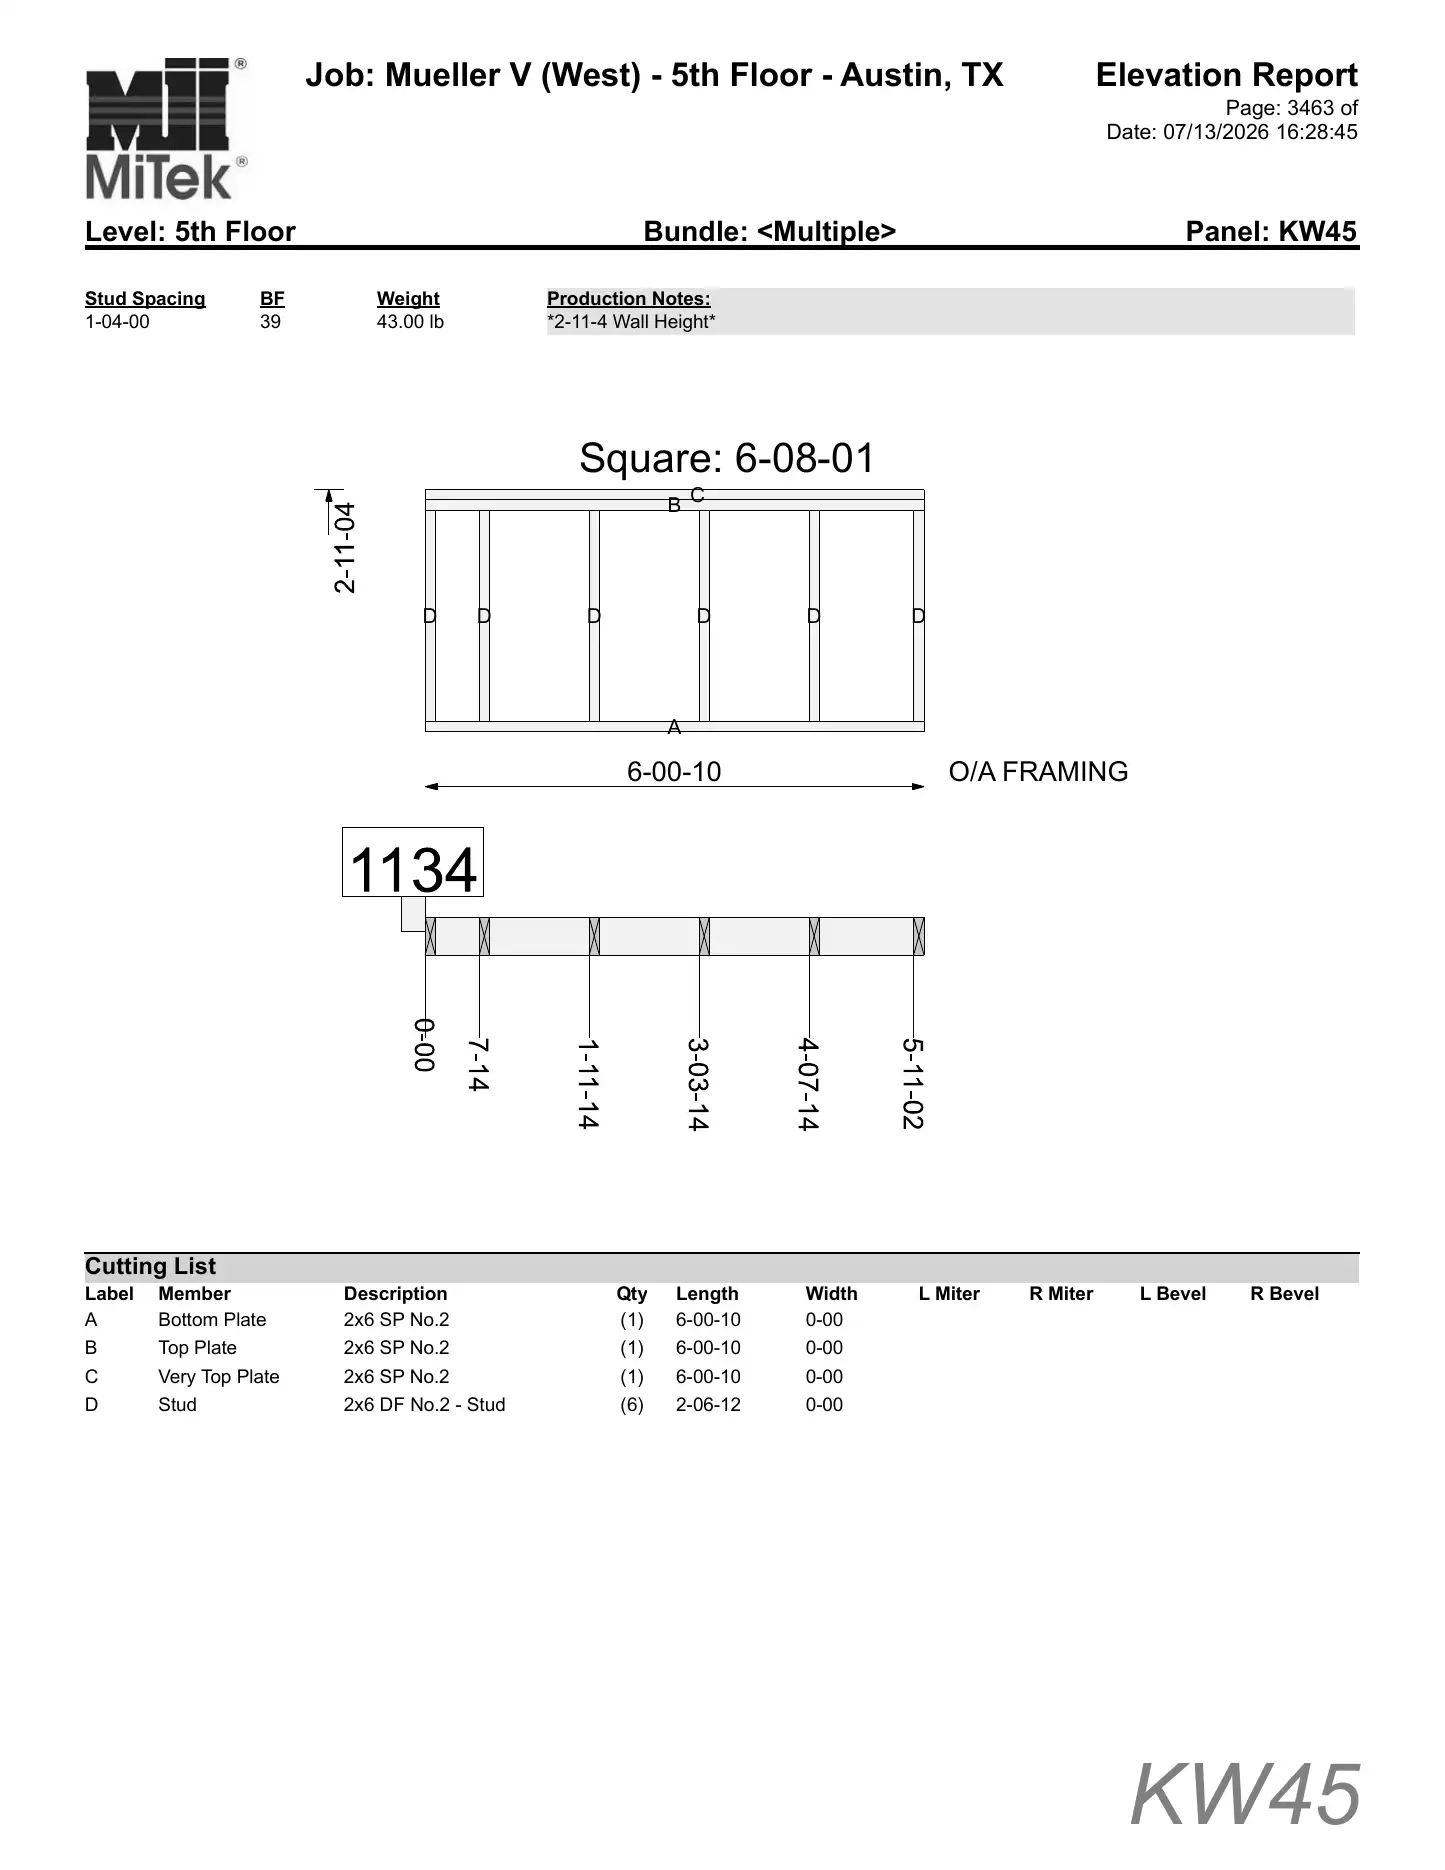 MiTek®
®
Job: Mueller V (West) - 5th Floor - Austin, TX
Elevation Report
Page: 3463 of
Date: 07/13/2026 16:28:45
Level: 5th Floor Bundle: <Multiple> Panel: KW45
Stud Spacing BF Weight Production Notes:
1-04-00 39 43.00 lb *2-11-4 Wall Height*
Square: 6-08-01
2-11-04
C
B
D D D D D D
A
6-00-10 O/A FRAMING
1134
0-00 7-14 1-11-14 3-03-14 4-07-14 5-11-02
Cutting List
Label Member Description Qty Length Width L Miter R Miter L Bevel R Bevel
A Bottom Plate 2x6 SP No.2 (1) 6-00-10 0-00
B Top Plate 2x6 SP No.2 (1) 6-00-10 0-00
C Very Top Plate 2x6 SP No.2 (1) 6-00-10 0-00
D Stud 2x6 DF No.2 - Stud (6) 2-06-12 0-00
KW45